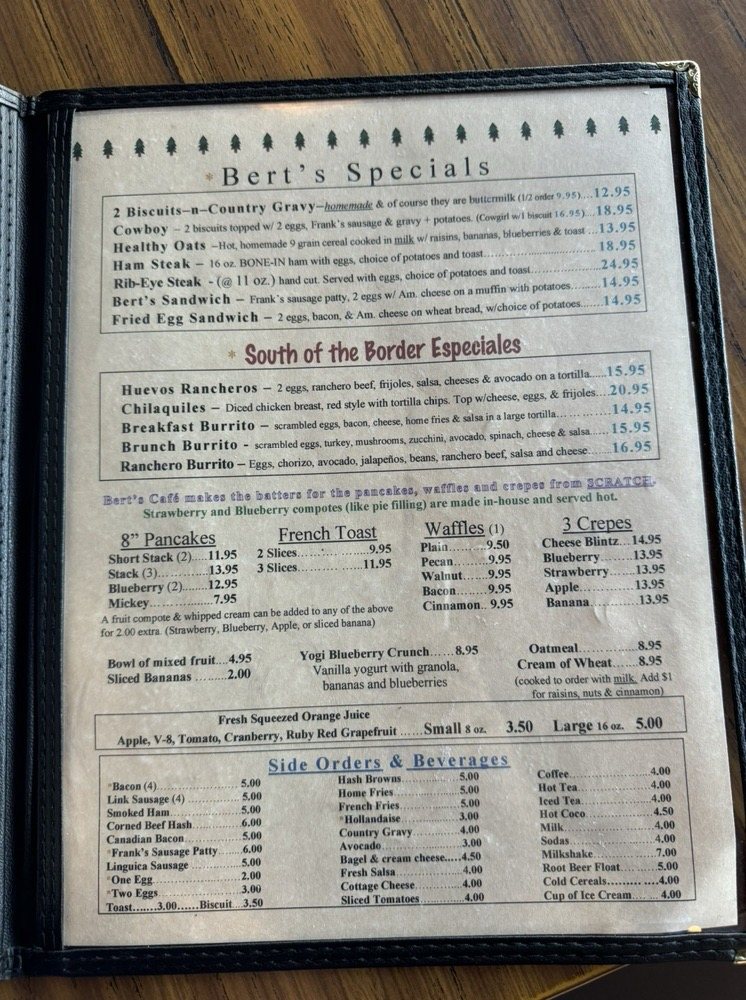 *Bert's Specials
2 Biscuits–n–Country Gravy–homemade & of course they are buttermilk (1/2 order 9.95)....12.95
Cowboy – 2 biscuits topped w/ 2 eggs, Frank's sausage & gravy + potatoes. (Cowgirl w/1 biscuit 16.95)...18.95
Healthy Oats –Hot, homemade 9 grain cereal cooked in milk w/ raisins, bananas, blueberries & toast ...13.95
Ham Steak – 16 oz. BONE-IN ham with eggs, choice of potatoes and toast.....18.95
Rib-Eye Steak - (@ 11 oz.) hand cut. Served with eggs, choice of potatoes and toast.....24.95
Bert's Sandwich – Frank's sausage patty, 2 eggs w/ Am. cheese on a muffin with potatoes.....14.95
Fried Egg Sandwich – 2 eggs, bacon, & Am. cheese on wheat bread, w/choice of potatoes.....14.95
* South of the Border Especiales
Huevos Rancheros – 2 eggs, ranchero beef, frijoles, salsa, cheeses & avocado on a tortilla.....15.95
Chilaquiles – Diced chicken breast, red style with tortilla chips. Top w/cheese, eggs, & frijoles...20.95
Breakfast Burrito – scrambled eggs, bacon, cheese, home fries & salsa in a large tortilla.........14.95
Brunch Burrito - scrambled eggs, turkey, mushrooms, zucchini, avocado, spinach, cheese & salsa.....15.95
Ranchero Burrito – Eggs, chorizo, avocado, jalapeños, beans, ranchero beef, salsa and cheese.......16.95
Bert's Café makes the batters for the pancakes, waffles and crepes from SCRATCH.
Strawberry and Blueberry compotes (like pie filling) are made in-house and served hot.
8” Pancakes
Short Stack (2).....11.95
Stack (3)..............13.95
Blueberry (2).......12.95
Mickey................7.95
French Toast
2 Slices....................9.95
3 Slices....................11.95
Waffles (1)
Plain.........9.50
Pecan........9.95
Walnut......9.95
Bacon........9.95
Cinnamon.. 9.95
3 Crepes
Cheese Blintz...14.95
Blueberry........13.95
Strawberry.......13.95
Apple..............13.95
Banana............13.95
A fruit compote & whipped cream can be added to any of the above
for 2.00 extra. (Strawberry, Blueberry, Apple, or sliced banana)
Bowl of mixed fruit....4.95
Sliced Bananas .......2.00
Yogi Blueberry Crunch......8.95
Vanilla yogurt with granola,
bananas and blueberries
Oatmeal.............8.95
Cream of Wheat......8.95
(cooked to order with milk. Add $1
for raisins, nuts & cinnamon)
Fresh Squeezed Orange Juice
Apple, V-8, Tomato, Cranberry, Ruby Red Grapefruit ......Small 8 oz. 3.50 Large 16 oz. 5.00
Side Orders & Beverages
*Bacon (4)...................5.00
Link Sausage (4) ...........5.00
Smoked Ham................5.00
Corned Beef Hash..........6.00
Canadian Bacon............5.00
*Frank's Sausage Patty....6.00
Linguica Sausage ..........5.00
*One Egg.....................2.00
*Two Eggs....................3.00
Toast.......3.00......Biscuit...3.50
Hash Browns..............5.00
Home Fries................5.00
French Fries...............5.00
*Hollandaise...............3.00
Country Gravy............4.00
Avocado....................3.00
Bagel & cream cheese....4.50
Fresh Salsa................4.00
Cottage Cheese...........4.00
Sliced Tomatoes..........4.00
Coffee.....................4.00
Hot Tea...................4.00
Iced Tea..................4.00
Hot Coco.................4.50
Milk.......................4.00
Sodas.....................4.00
Milkshake...............7.00
Root Beer Float.........5.00
Cold Cereals............4.00
Cup of Ice Cream.......4.00